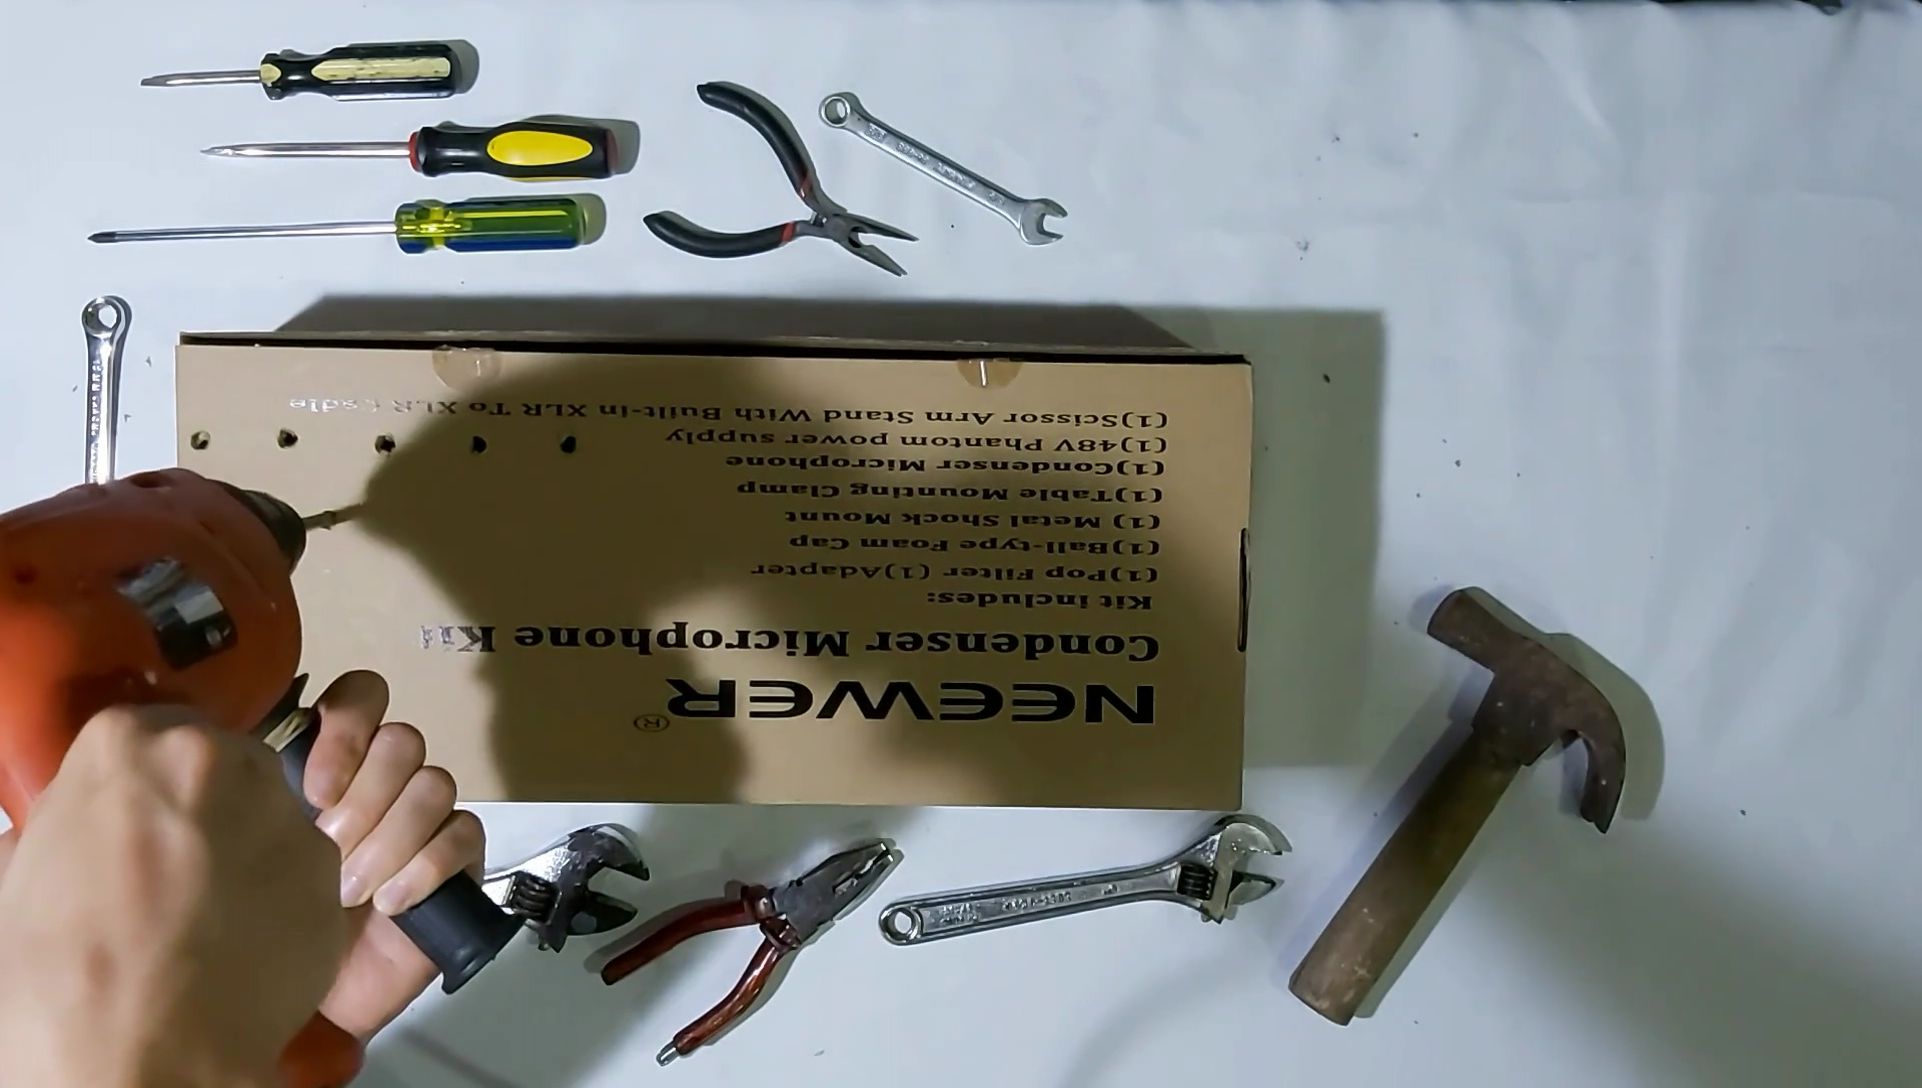 NEEWER®
Condenser Microphone Kit
Kit includes:
(1)Pop Filter (1)Adapter
(1)Ball-type Foam Cap
(1) Metal Shock Mount
(1)Table Mounting Clamp
(1)Condenser Microphone
(1)48V Phantom power supply
(1)Scissor Arm Stand With Built-in XLR To XLR Cable